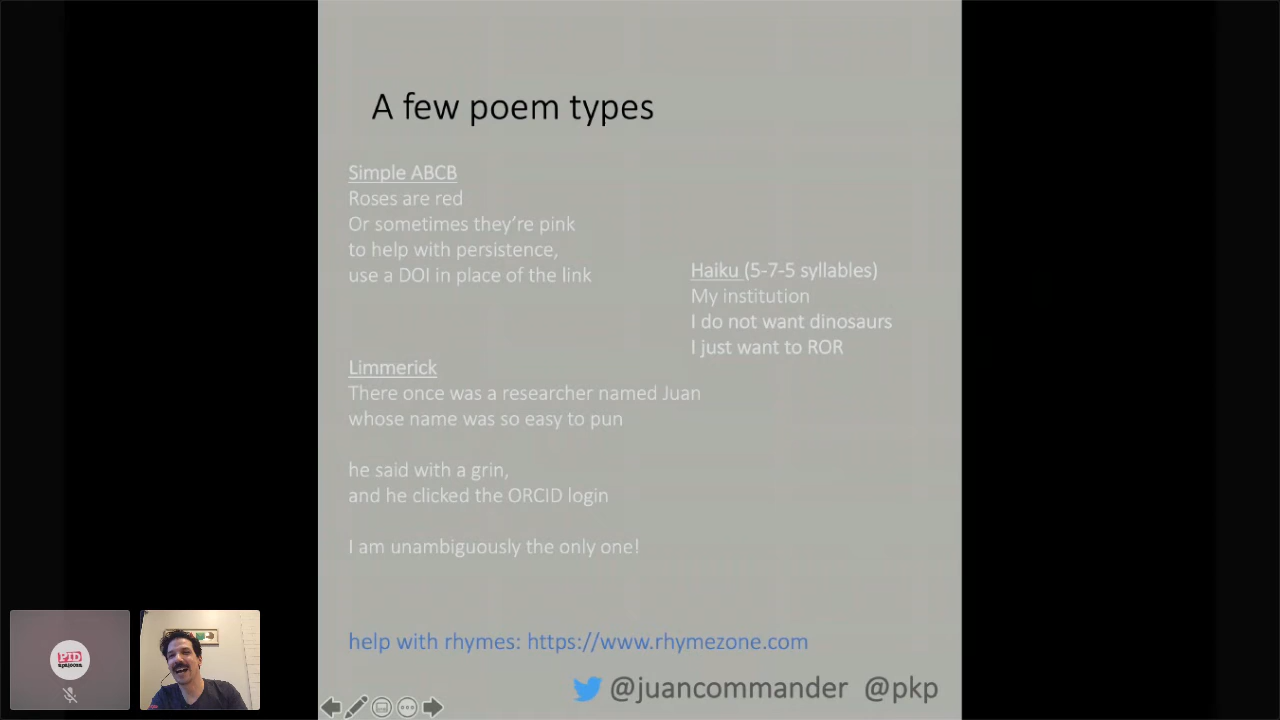 A few poem types
Simple ABCB
Roses are red
Or sometimes they’re pink
to help with persistence,
use a DOI in place of the link
Haiku (5-7-5 syllables)
My institution
I do not want dinosaurs
I just want to ROR
Limmerick
There once was a researcher named Juan
whose name was so easy to pun
he said with a grin,
and he clicked the ORCID login
I am unambiguously the only one!
help with rhymes: https://www.rhymezone.com
@juancommander @pkp
PID
apalooza